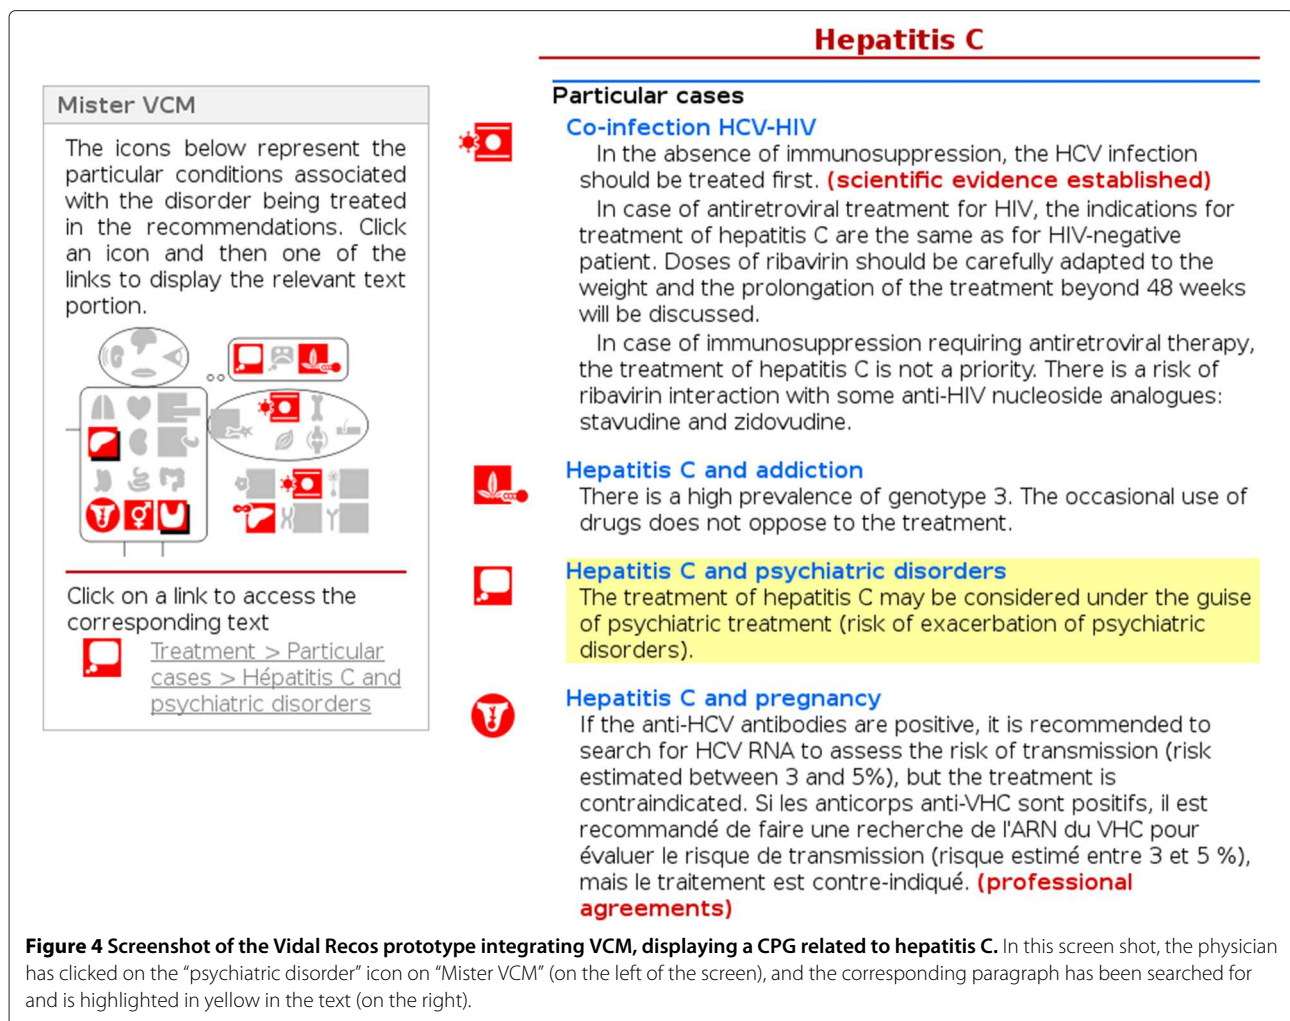 Hepatitis C
Mister VCM
The icons below represent the
particular conditions associated
with the disorder being treated
in the recommendations. Click
an icon and then one of the
links to display the relevant text
portion.
Click on a link to access the
corresponding text
Treatment > Particular
cases > Hépatitis C and
psychiatric disorders
Particular cases
Co-infection HCV-HIV
In the absence of immunosuppression, the HCV infection
should be treated first. (scientific evidence established)
In case of antiretroviral treatment for HIV, the indications for
treatment of hepatitis C are the same as for HIV-negative
patient. Doses of ribavirin should be carefully adapted to the
weight and the prolongation of the treatment beyond 48 weeks
will be discussed.
In case of immunosuppression requiring antiretroviral therapy,
the treatment of hepatitis C is not a priority. There is a risk of
ribavirin interaction with some anti-HIV nucleoside analogues:
stavudine and zidovudine.
Hepatitis C and addiction
There is a high prevalence of genotype 3. The occasional use of
drugs does not oppose to the treatment.
Hepatitis C and psychiatric disorders
The treatment of hepatitis C may be considered under the guise
of psychiatric treatment (risk of exacerbation of psychiatric
disorders).
Hepatitis C and pregnancy
If the anti-HCV antibodies are positive, it is recommended to
search for HCV RNA to assess the risk of transmission (risk
estimated between 3 and 5%), but the treatment is
contraindicated. Si les anticorps anti-VHC sont positifs, il est
recommandé de faire une recherche de l'ARN du VHC pour
évaluer le risque de transmission (risque estimé entre 3 et 5 %),
mais le traitement est contre-indiqué. (professional
agreements)
Figure 4 Screenshot of the Vidal Recos prototype integrating VCM, displaying a CPG related to hepatitis C. In this screen shot, the physician
has clicked on the “psychiatric disorder” icon on “Mister VCM” (on the left of the screen), and the corresponding paragraph has been searched for
and is highlighted in yellow in the text (on the right).